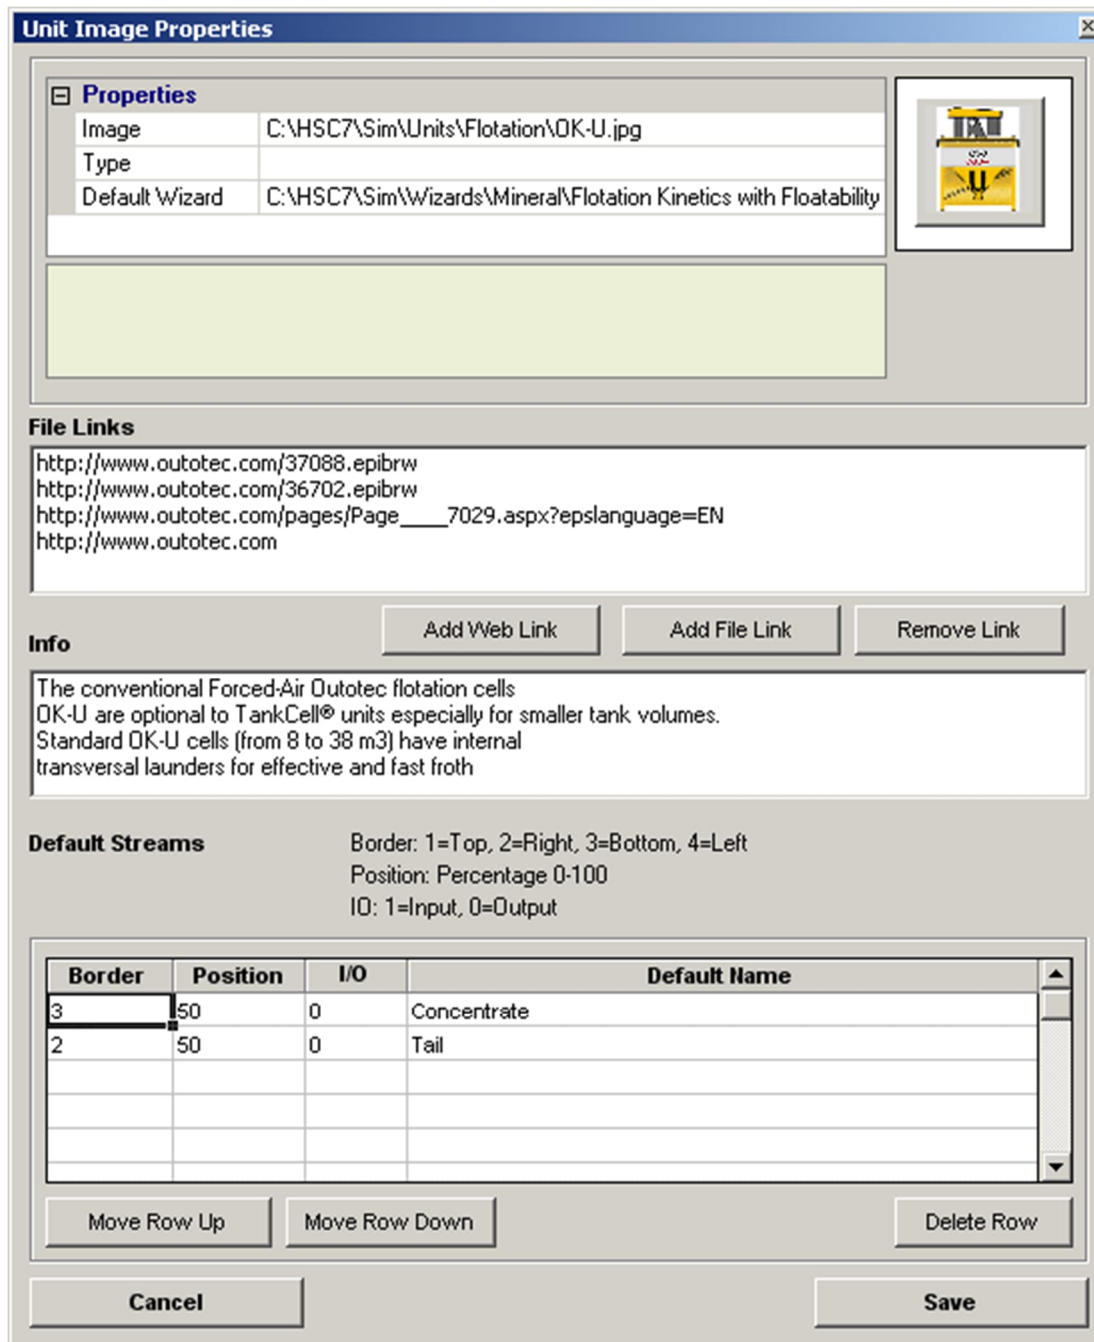 Unit Image Properties
Properties
Image C:\HSC7\Sim\Units\Flotation\OK-U.jpg
Type
Default Wizard C:\HSC7\Sim\Wizards\Mineral\Flotation Kinetics with Floatability
File Links
http://www.outotec.com/37088.epibrw
http://www.outotec.com/36702.epibrw
http://www.outotec.com/pages/Page____7029.aspx?epslanguage=EN
http://www.outotec.com
Add Web Link Add File Link Remove Link
Info
The conventional Forced-Air Outotec flotation cells
OK-U are optional to TankCell® units especially for smaller tank volumes.
Standard OK-U cells (from 8 to 38 m3) have internal
transversal launders for effective and fast froth
Default Streams Border: 1=Top, 2=Right, 3=Bottom, 4=Left
Position: Percentage 0-100
IO: 1=Input, 0=Output
Border Position I/O Default Name
3 50 0 Concentrate
2 50 0 Tail
Move Row Up Move Row Down Delete Row
Cancel Save